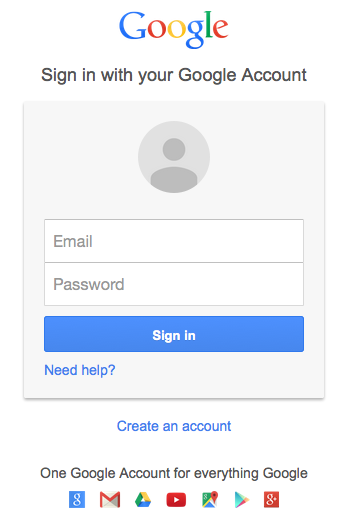 Google
Sign in with your Google Account
Email
Password
Sign in
Need help?
Create an account
One Google Account for everything Google